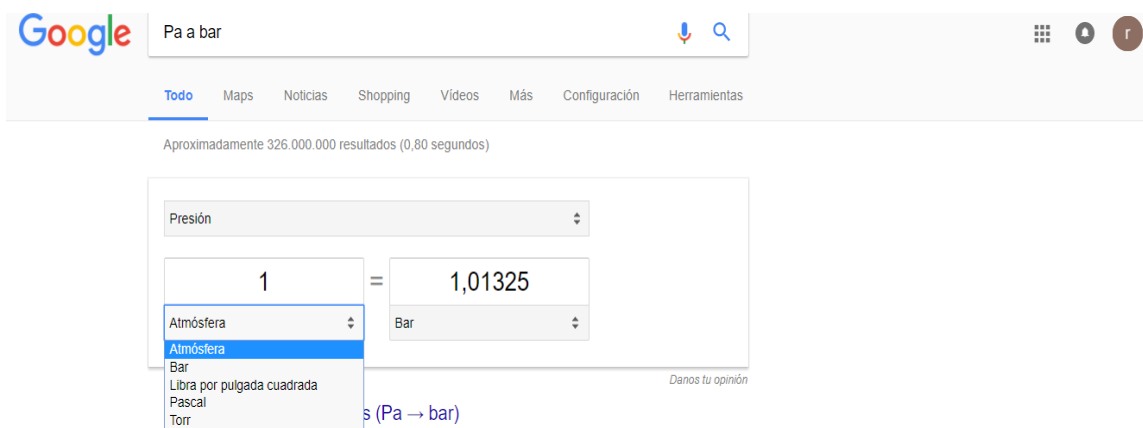 Google
Pa a bar
r
Todo Maps Noticias Shopping Vídeos Más Configuración Herramientas
Aproximadamente 326.000.000 resultados (0,80 segundos)
Presión
1 = 1,01325
Atmósfera Bar
Atmósfera
Bar
Libra por pulgada cuadrada
Pascal
Torr
Danos tu opinión
s (Pa → bar)